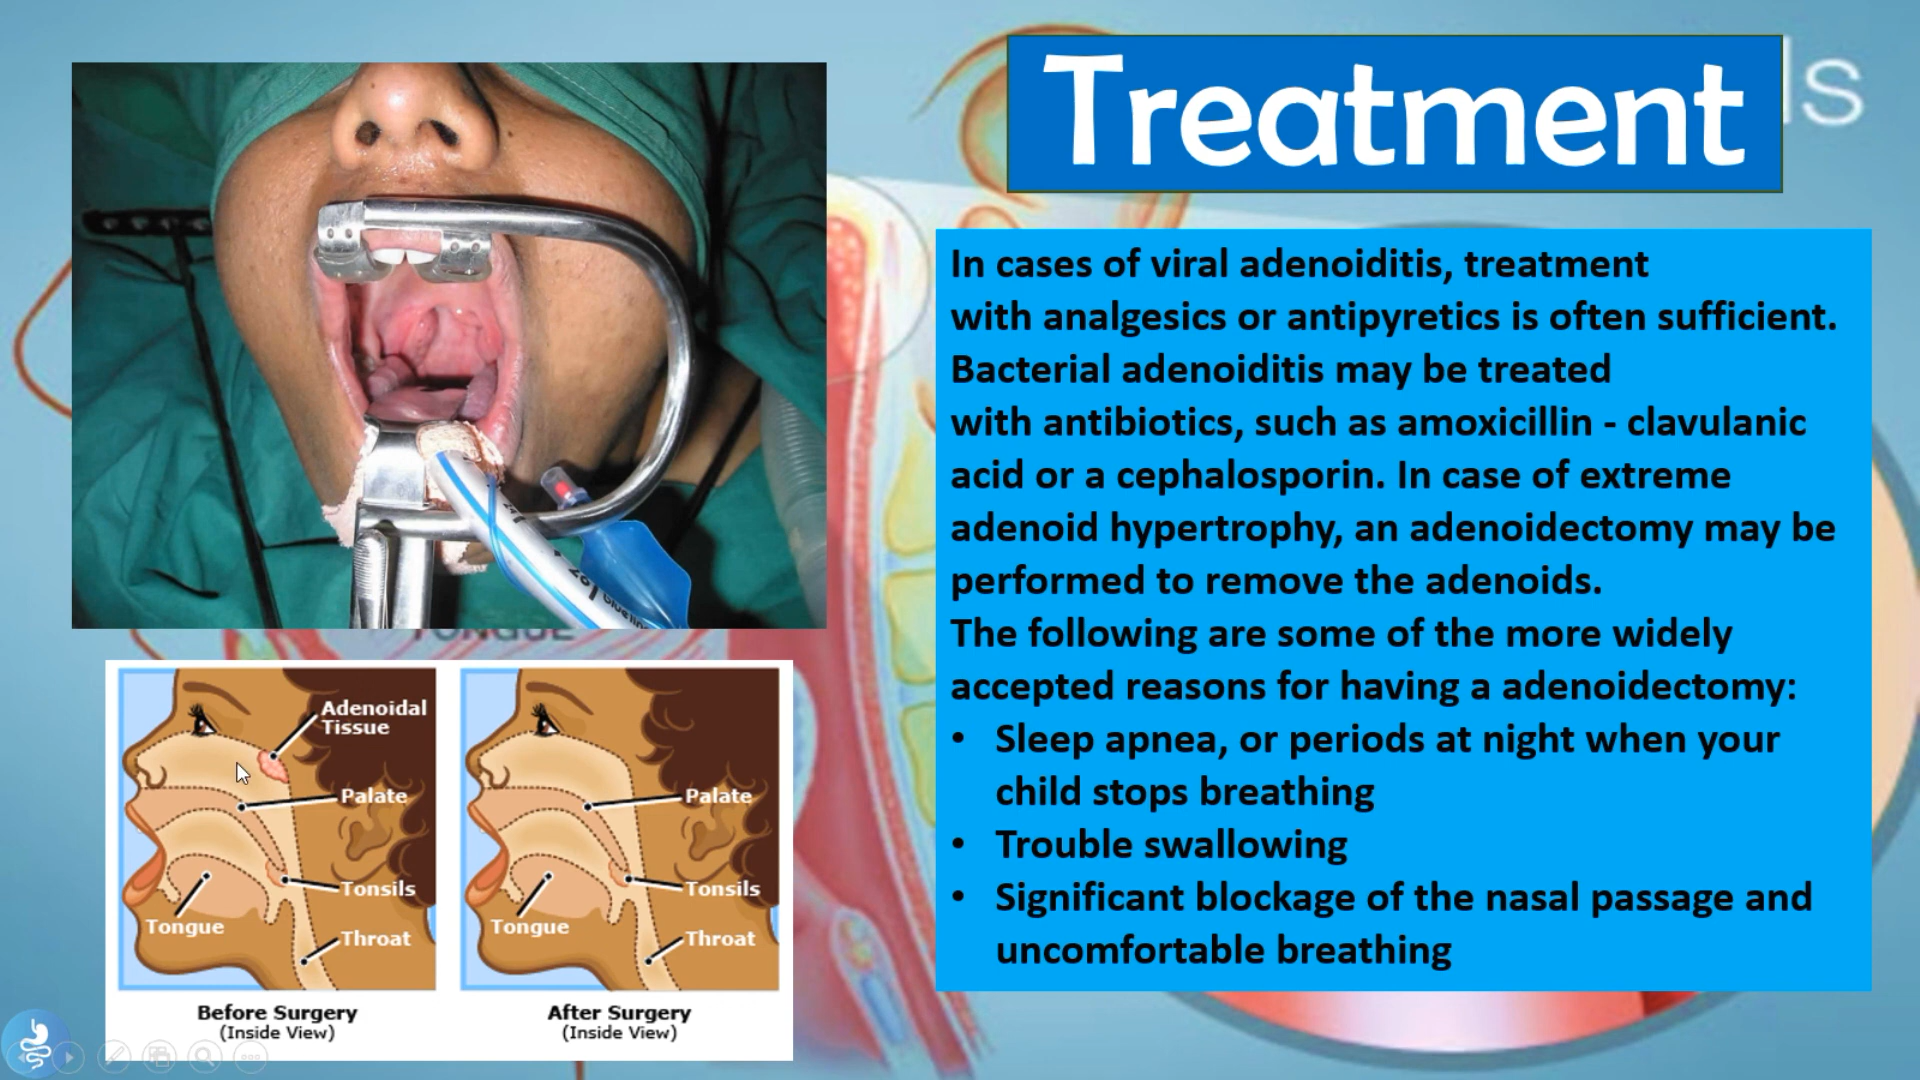 Treatment
ls
In cases of viral adenoiditis, treatment
with analgesics or antipyretics is often sufficient.
Bacterial adenoiditis may be treated
with antibiotics, such as amoxicillin - clavulanic
acid or a cephalosporin. In case of extreme
adenoid hypertrophy, an adenoidectomy may be
performed to remove the adenoids.
The following are some of the more widely
accepted reasons for having a adenoidectomy:
• Sleep apnea, or periods at night when your
child stops breathing
• Trouble swallowing
• Significant blockage of the nasal passage and
uncomfortable breathing
TONGUE
Adenoidal
Tissue
Palate
Tonsils
Tongue
Throat
Before Surgery
(Inside View)
Palate
Tonsils
Tongue
Throat
After Surgery
(Inside View)